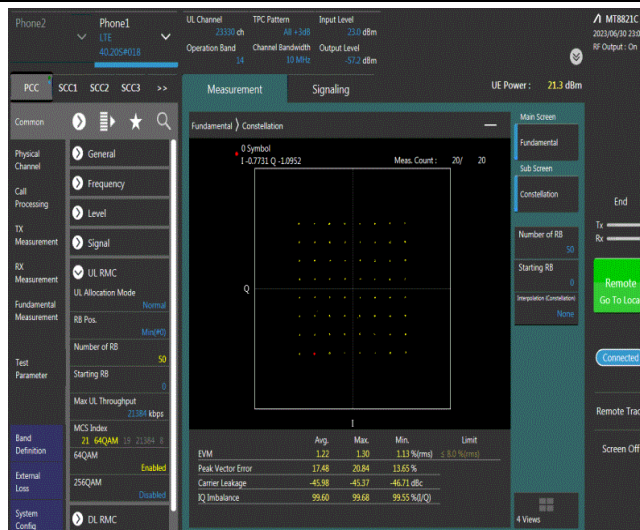 Phone2
Phone1
LTE
40.20S#018
UL Channel
23330 ch
TPC Pattern
All +3dB
Input Level
23.0 dBm
Operation Band
14
Channel Bandwidth
10 MHz
Output Level
-57.2 dBm
MT8821C
2023/06/30 23:0
RF Output : On
PCC
SCC1
SCC2
SCC3
>>
Measurement
Signaling
UE Power : 21.3 dBm
Common
Physical
Channel
Call
Processing
TX
Measurement
RX
Measurement
Fundamental
Measurement
Test
Parameter
Band
Definition
External
Loss
System
Config
General
Frequency
Level
Signal
UL RMC
UL Allocation Mode
Normal
RB Pos.
Min(#0)
Number of RB
50
Starting RB
0
Max UL Throughput
21384 kbps
MCS Index
21 64QAM 19 21384 8
64QAM
Enabled
256QAM
Disabled
DL RMC
Fundamental ⟩ Constellation
0 Symbol
I -0.7731 Q -1.0952
Meas. Count : 20/ 20
Q
I
Avg. Max. Min. Limit
EVM 1.22 1.30 1.13 %(rms) ≤ 8.0 %(rms)
Peak Vector Error 17.48 20.84 13.65 %
Carrier Leakage -45.98 -45.37 -46.71 dBc
IQ Imbalance 99.60 99.68 99.55 %(I/Q)
Main Screen
Fundamental
Sub Screen
Constellation
Number of RB
50
Starting RB
0
Interpolation (Constellation)
None
4 Views
End
Tx
Rx
Remote
Go To Loca
Connected
Remote Trac
Screen Off